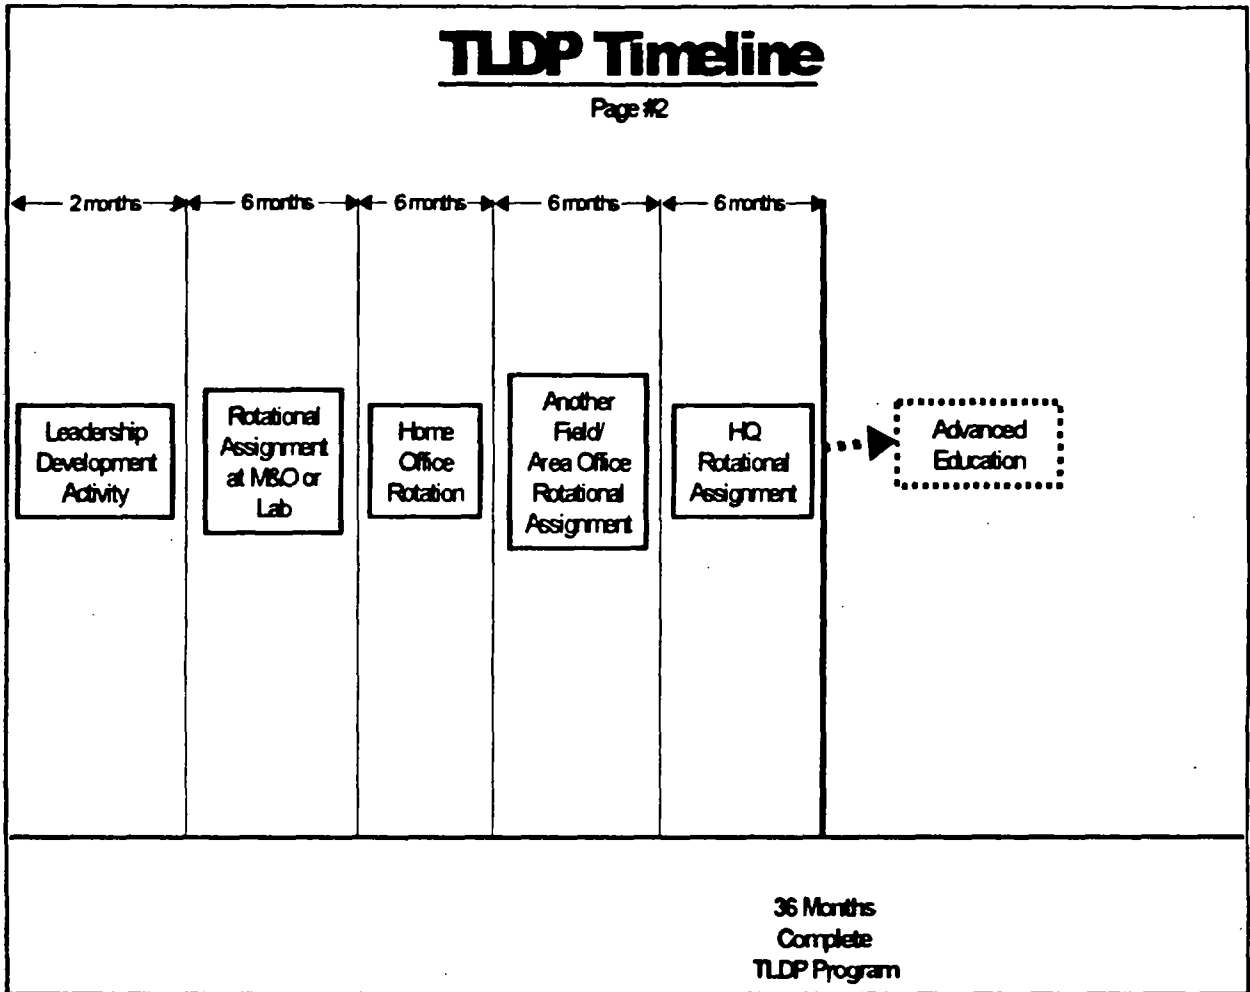 TLDP Timeline
Page #2
2 months
6 months
6 months
6 months
6 months
Leadership
Development
Activity
Rotational
Assignment
at M&O or
Lab
Home
Office
Rotation
Another
Field/
Area Office
Rotational
Assignment
HQ
Rotational
Assignment
Advanced
Education
36 Months
Complete
TLDP Program